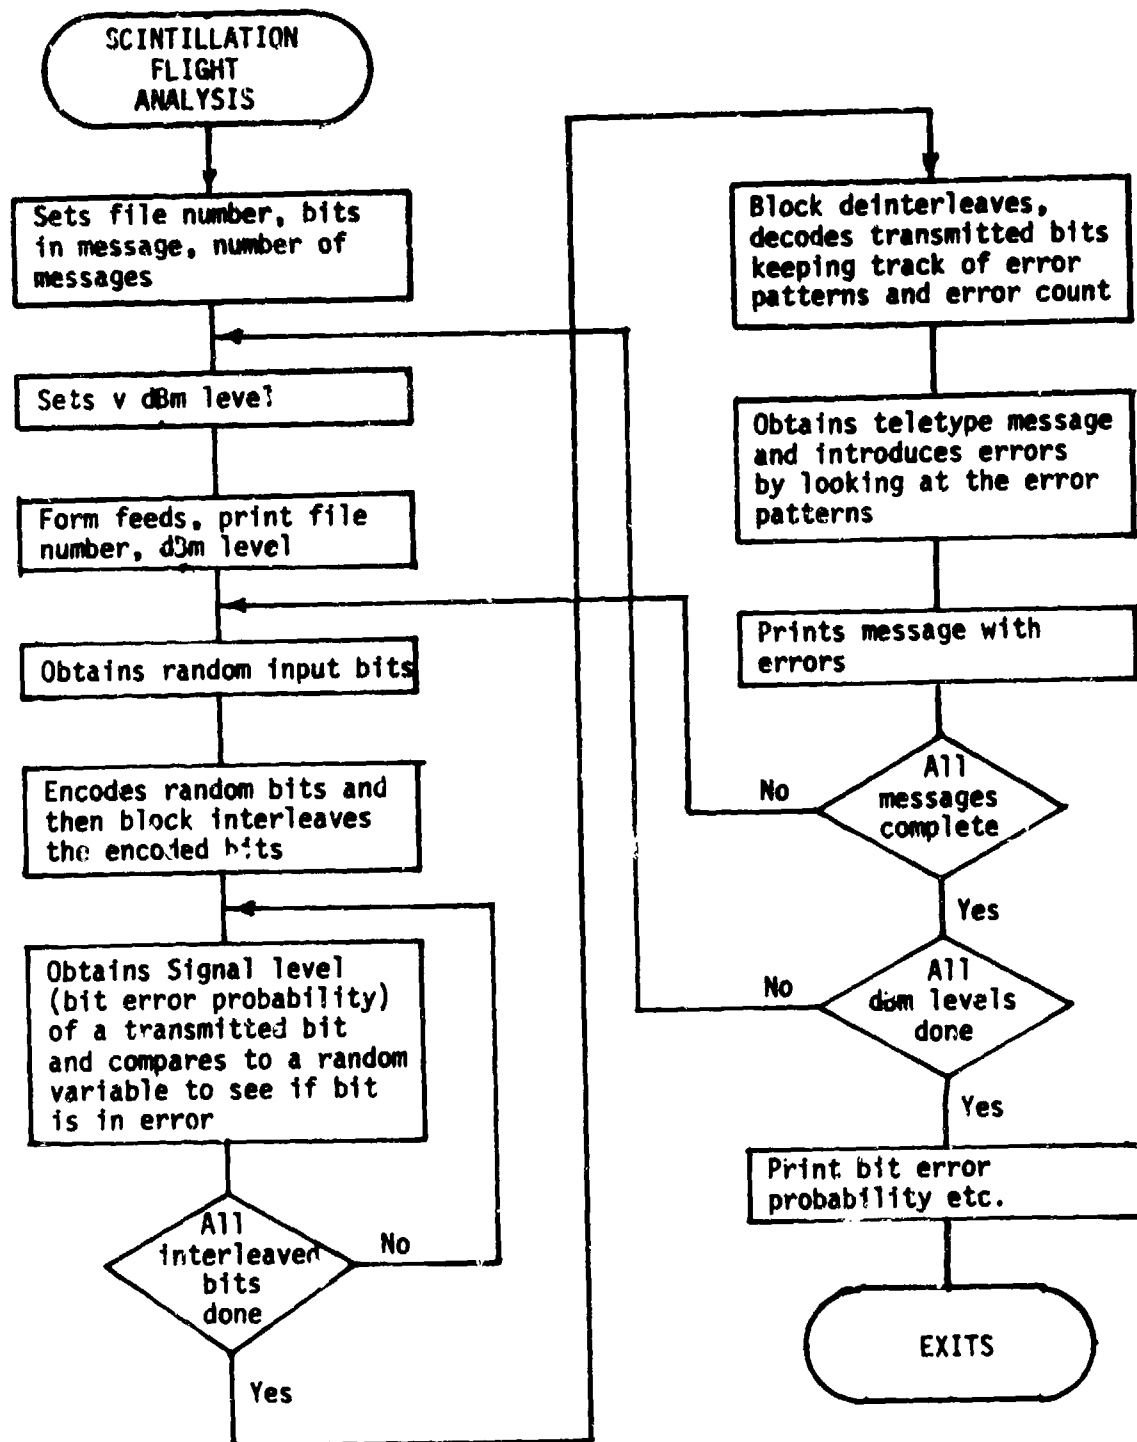 SCINTILLATION
FLIGHT
ANALYSIS
Sets file number, bits
in message, number of
messages
Sets v dBm level
Form feeds, print file
number, dBm level
Obtains random input bits
Encodes random bits and
then block interleaves
the encoded bits
Obtains Signal level
(bit error probability)
of a transmitted bit
and compares to a random
variable to see if bit
is in error
All
interleaved
bits
done
No
Yes
Block deinterleaves,
decodes transmitted bits
keeping track of error
patterns and error count
Obtains teletype message
and introduces errors
by looking at the error
patterns
Prints message with
errors
All
messages
complete
No
Yes
All
dBm levels
done
No
Yes
Print bit error
probability etc.
EXITS